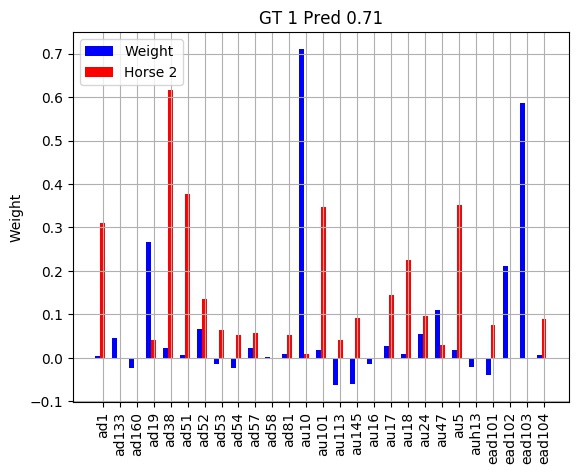 GT 1 Pred 0.71
Weight
Horse 2
Weight
0.7
0.6
0.5
0.4
0.3
0.2
0.1
0.0
−0.1
ad1
ad133
ad160
ad19
ad38
ad51
ad52
ad53
ad54
ad57
ad58
ad81
au10
au101
au113
au145
au16
au17
au18
au24
au47
au5
auh13
ead101
ead102
ead103
ead104